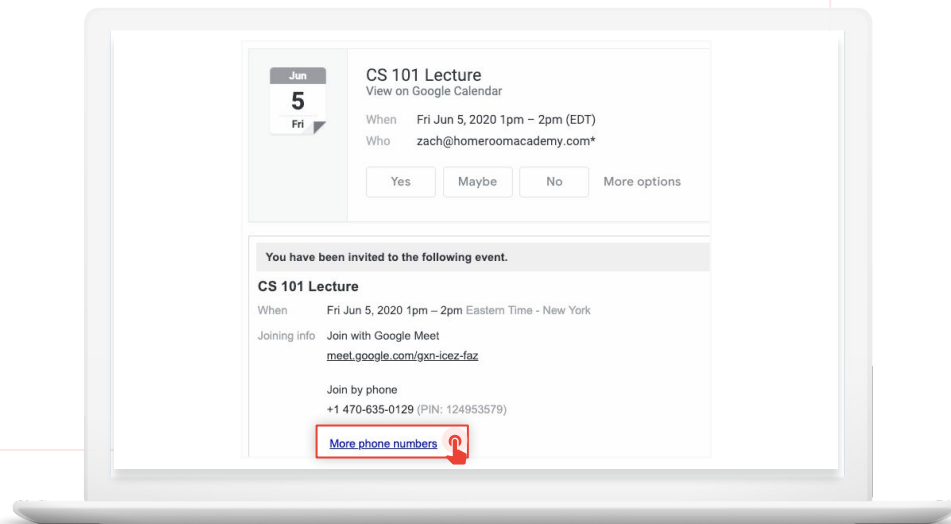 Jun
5
Fri
CS 101 Lecture
View on Google Calendar
When Fri Jun 5, 2020 1pm – 2pm (EDT)
Who zach@homeroomacademy.com*
Yes Maybe No More options
You have been invited to the following event.
CS 101 Lecture
When Fri Jun 5, 2020 1pm – 2pm Eastern Time - New York
Joining info Join with Google Meet
meet.google.com/gxn-icez-faz
Join by phone
+1 470-635-0129 (PIN: 124953579)
More phone numbers